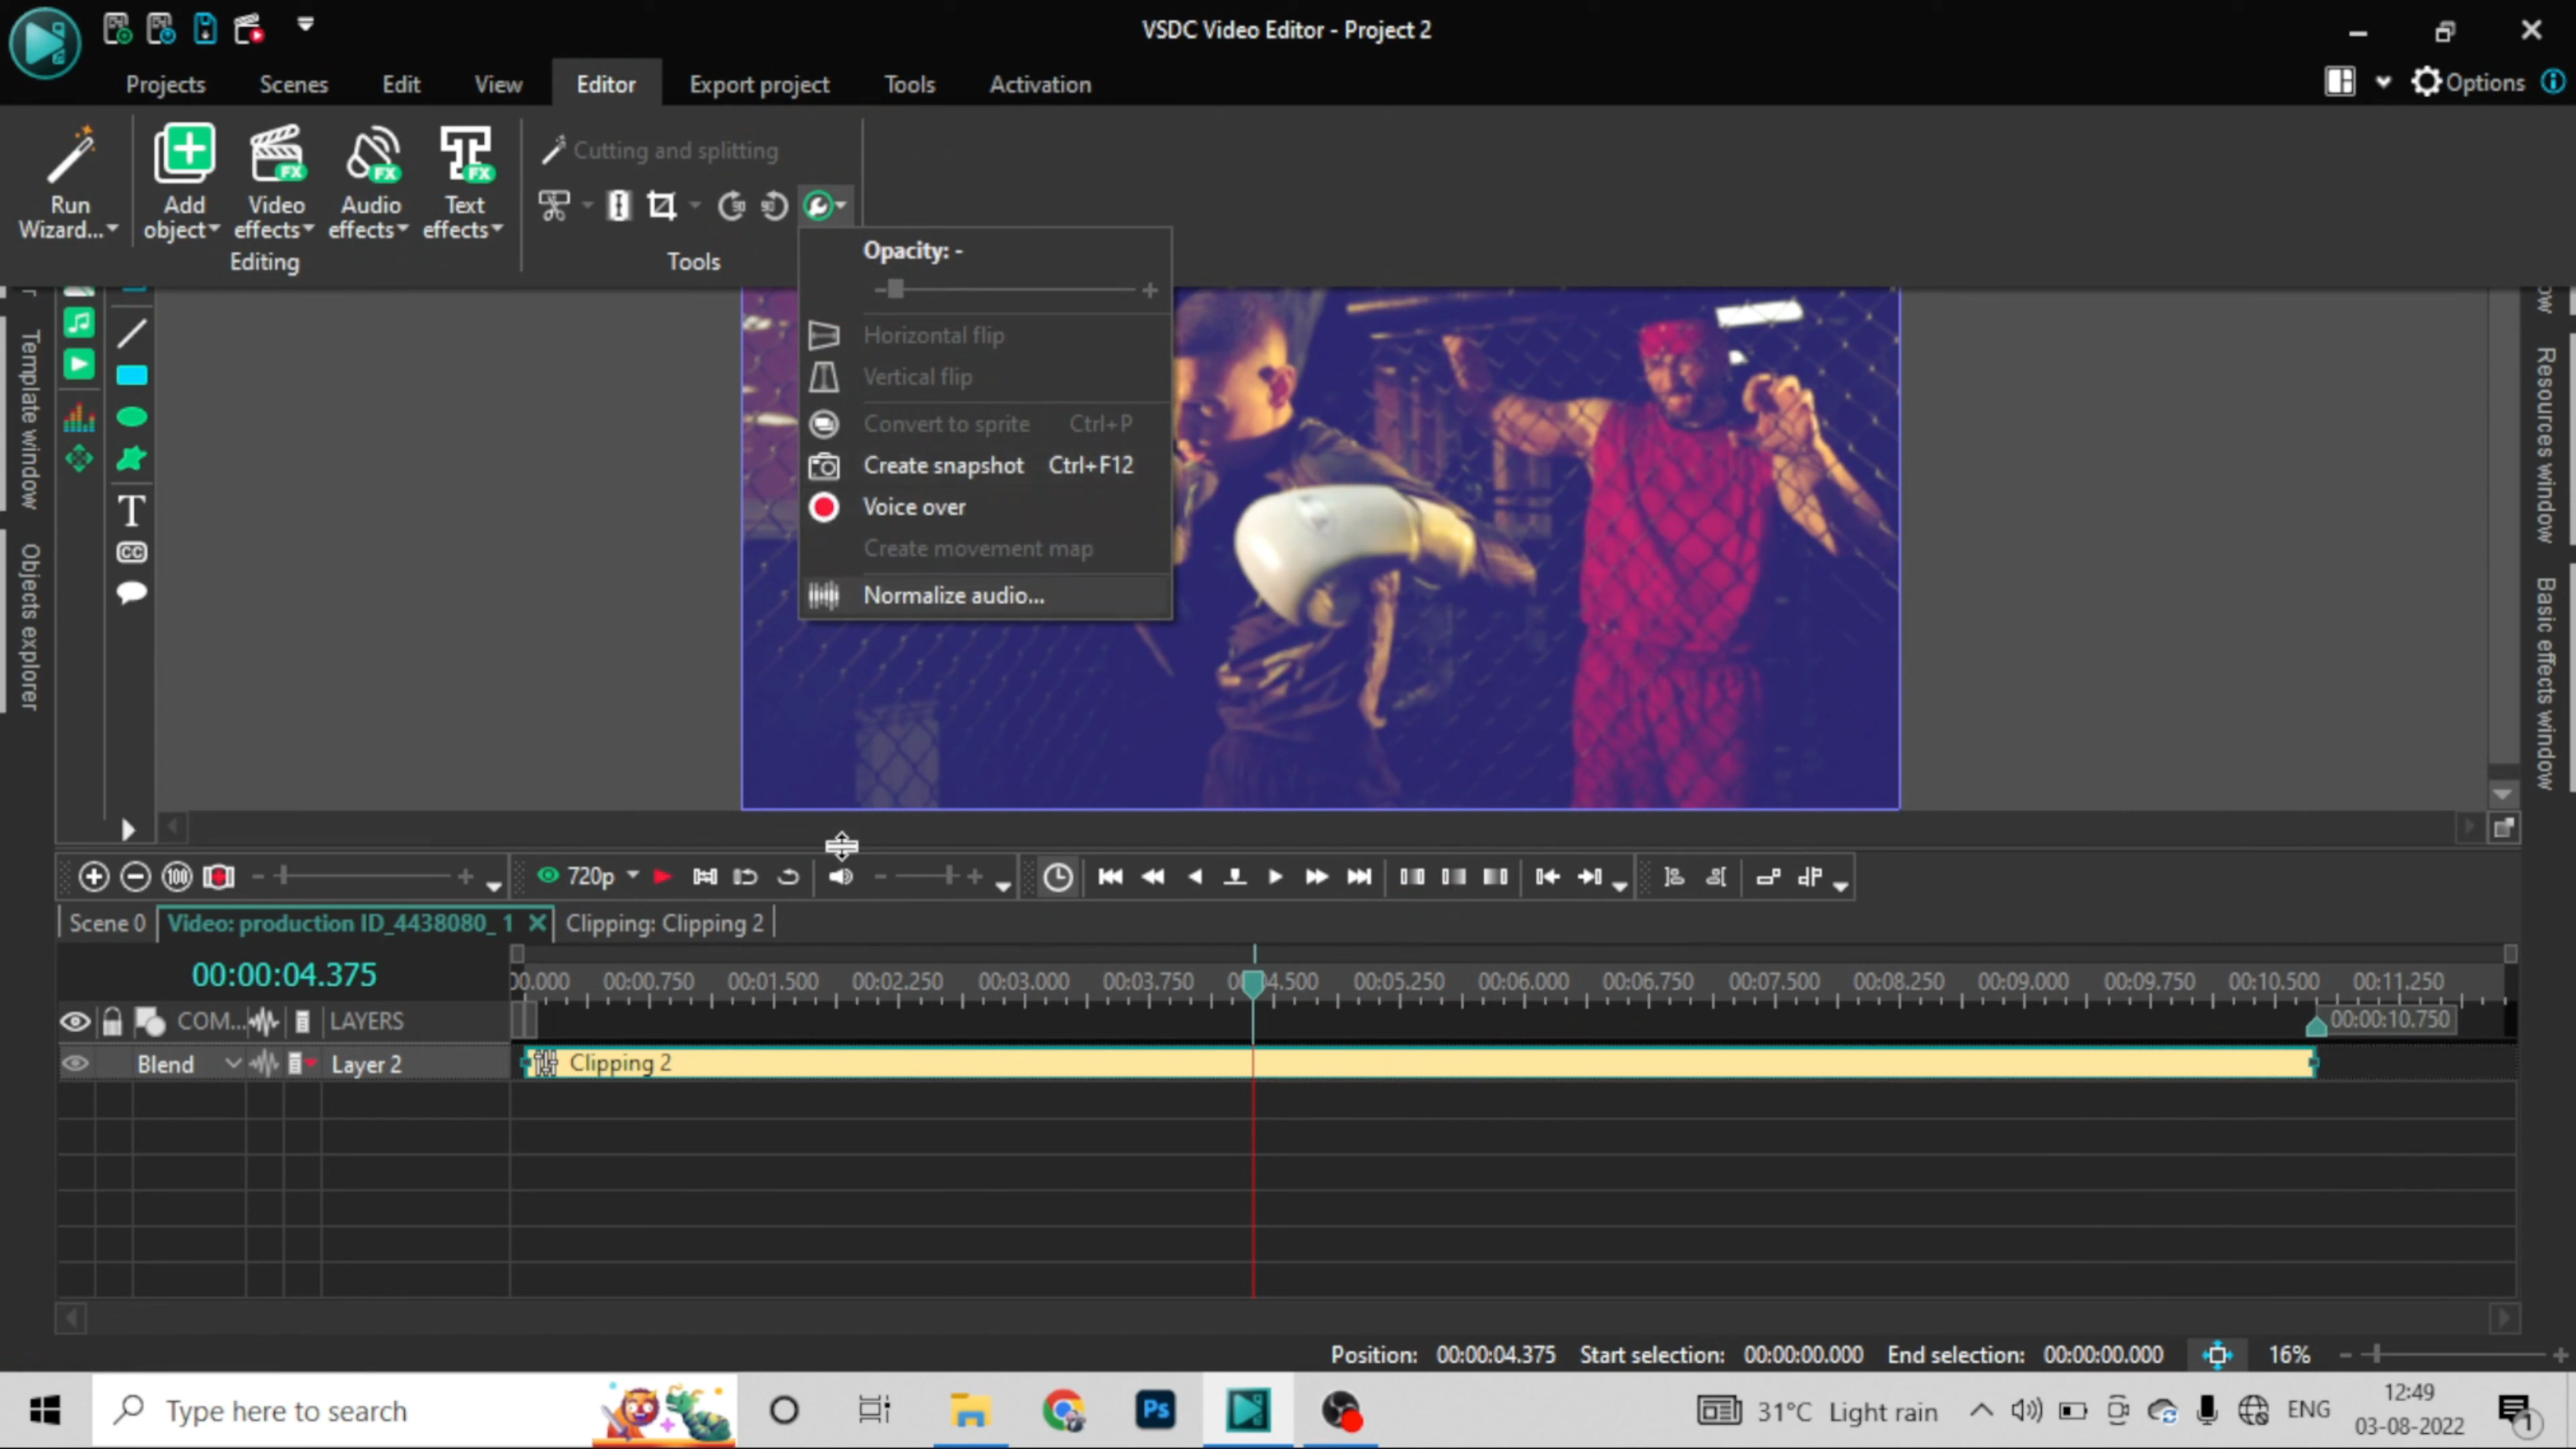 VSDC Video Editor - Project 2
Projects
Scenes
Edit
View
Editor
Export project
Tools
Activation
Options
Run
Wizard...
Add
object
Video
effects
Audio
effects
Text
effects
Editing
Cutting and splitting
Tools
Opacity: -
Horizontal flip
Vertical flip
Convert to sprite Ctrl+P
Create snapshot Ctrl+F12
Voice over
Create movement map
Normalize audio...
Template window
Objects explorer
Resources window
Basic effects window
720p
Scene 0
Video: production ID_4438080_ 1
Clipping: Clipping 2
00:00:04.375
00.000 00:00.750 00:01.500 00:02.250 00:03.000 00:03.750 4.500 00:05.250 00:06.000 00:06.750 00:07.500 00:08.250 00:09.000 00:09.750 00:10.500 00:11.250
00:00:10.750
COM... LAYERS
Blend Layer 2
Clipping 2
Position: 00:00:04.375 Start selection: 00:00:00.000 End selection: 00:00:00.000 16%
Type here to search
Ps
31°C Light rain
ENG
12:49
03-08-2022
1